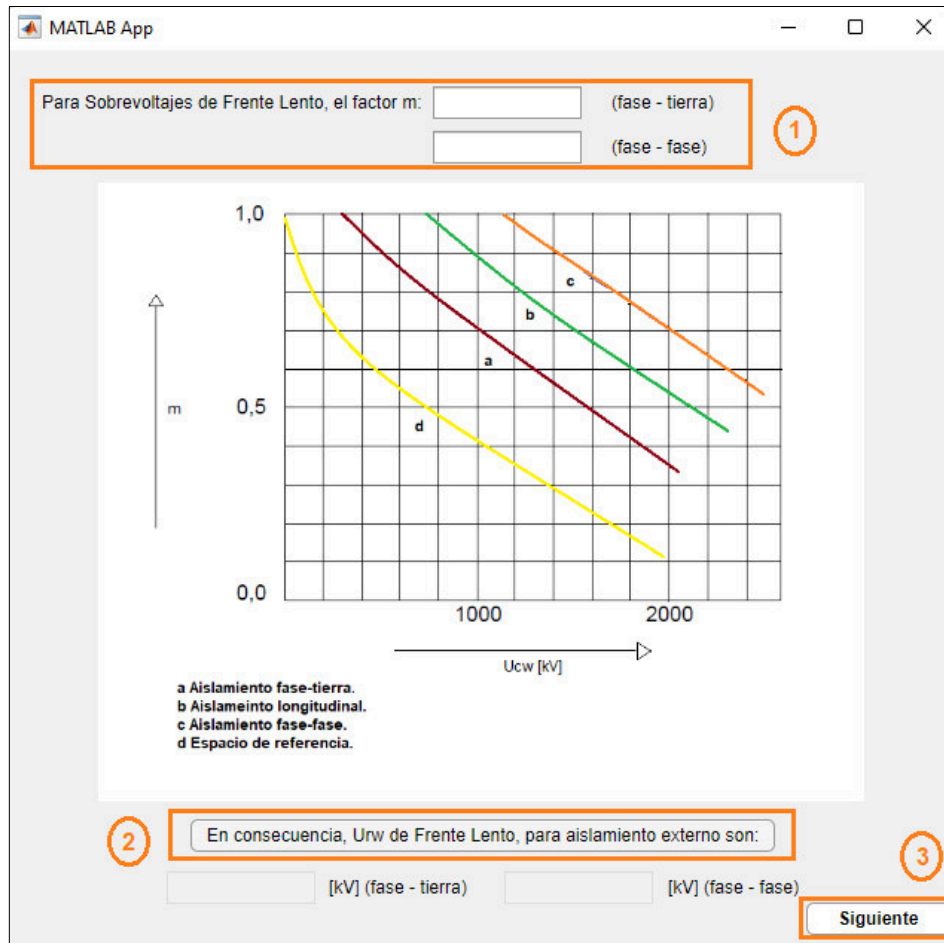 MATLAB App
Para Sobrevoltajes de Frente Lento, el factor m: (fase - tierra)
(fase - fase)
1
1,0
c
b
a
m
0,5
d
0,0
1000 2000
Ucw [kV]
a Aislamiento fase-tierra.
b Aislameinto longitudinal.
c Aislamiento fase-fase.
d Espacio de referencia.
2
En consecuencia, Urw de Frente Lento, para aislamiento externo son:
3
[kV] (fase - tierra) [kV] (fase - fase)
Siguiente